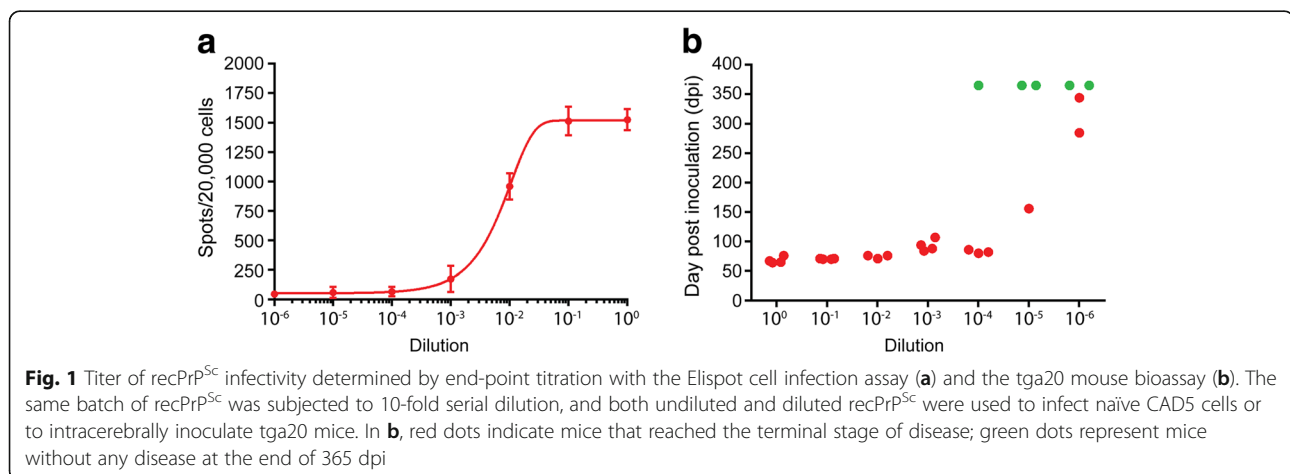 a
b
2000
1750
1500
1250
1000
750
500
250
0
Spots/20,000 cells
10-6 10-5 10-4 10-3 10-2 10-1 100
Dilution
400
350
300
250
200
150
100
50
0
Day post inoculation (dpi)
100 10-1 10-2 10-3 10-4 10-5 10-6
Dilution
Fig. 1 Titer of recPrPSc infectivity determined by end-point titration with the Elispot cell infection assay (a) and the tga20 mouse bioassay (b). The
same batch of recPrPSc was subjected to 10-fold serial dilution, and both undiluted and diluted recPrPSc were used to infect naïve CAD5 cells or
to intracerebrally inoculate tga20 mice. In b, red dots indicate mice that reached the terminal stage of disease; green dots represent mice
without any disease at the end of 365 dpi